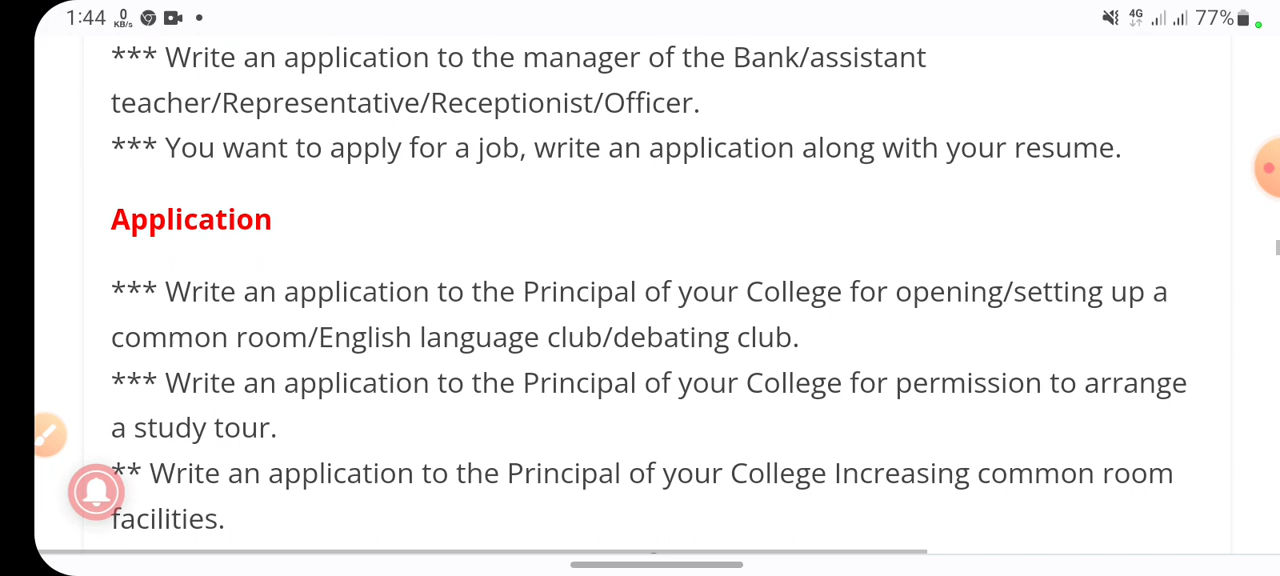 1:44 0 KB/s 4G 77%
*** Write an application to the manager of the Bank/assistant
teacher/Representative/Receptionist/Officer.
*** You want to apply for a job, write an application along with your resume.
Application
*** Write an application to the Principal of your College for opening/setting up a
common room/English language club/debating club.
*** Write an application to the Principal of your College for permission to arrange
a study tour.
** Write an application to the Principal of your College Increasing common room
facilities.